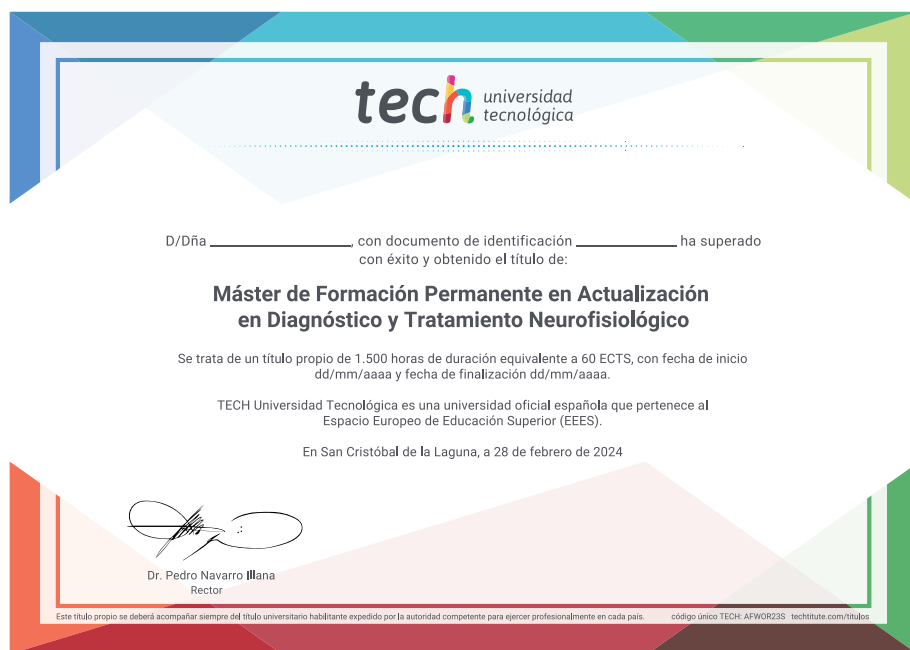 tech universidad
tecnológica
D/Dña ______________, con documento de identificación __________ ha superado
con éxito y obtenido el título de:
Máster de Formación Permanente en Actualización
en Diagnóstico y Tratamiento Neurofisiológico
Se trata de un título propio de 1.500 horas de duración equivalente a 60 ECTS, con fecha de inicio
dd/mm/aaaa y fecha de finalización dd/mm/aaaa.
TECH Universidad Tecnológica es una universidad oficial española que pertenece al
Espacio Europeo de Educación Superior (EEES).
En San Cristóbal de la Laguna, a 28 de febrero de 2024
Dr. Pedro Navarro Illana
Rector
Este título propio se deberá acompañar siempre del título universitario habilitante expedido por la autoridad competente para ejercer profesionalmente en cada país. código único TECH: AFWOR23S techtitute.com/titulos